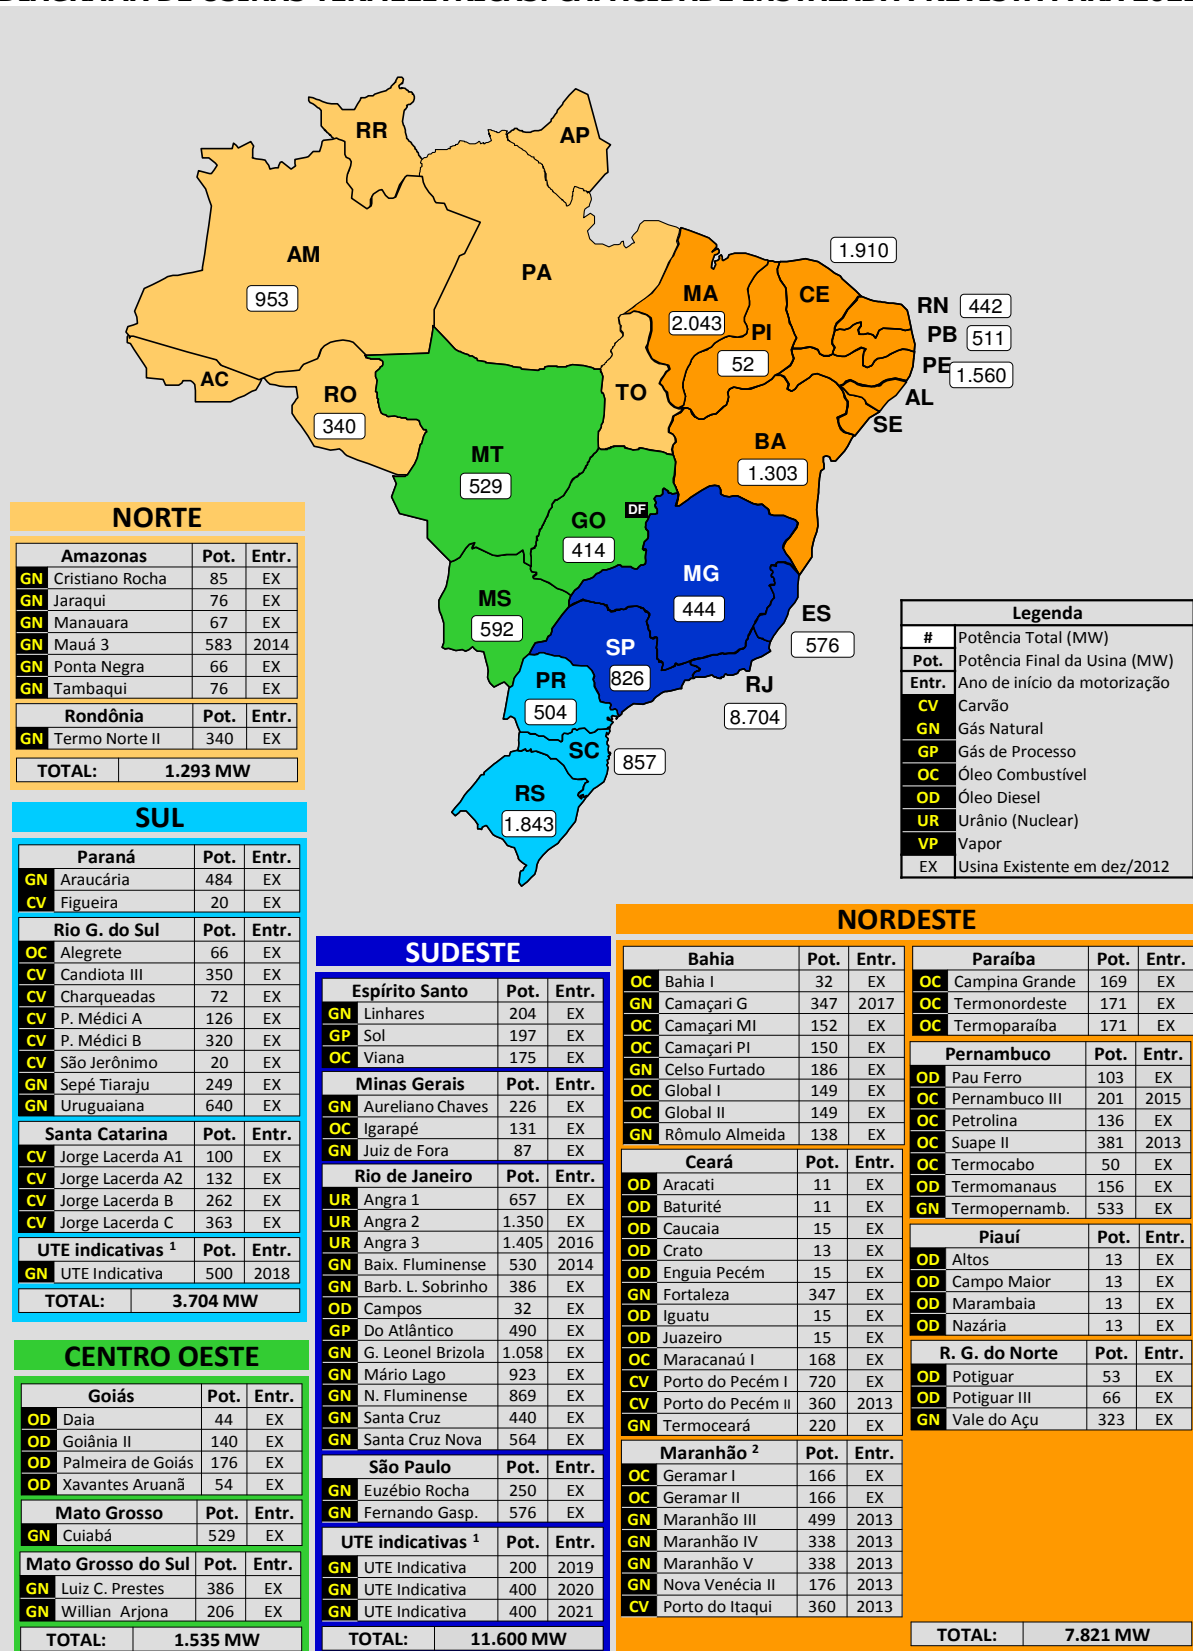 DIAGRAMA DE USINAS TERMELÉTRICAS: CAPACIDADE INSTALADA PREVISTA PARA 2021
RR
AP
AM
953
PA
1.910
MA
2.043
PI
52
CE
RN 442
PB 511
PE 1.560
AL
SE
AC
RO
340
TO
BA
1.303
MT
529
GO
DF
414
MG
444
MS
592
ES
576
SP
826
RJ
8.704
PR
504
SC
857
RS
1.843
Legenda
# Potência Total (MW)
Pot. Potência Final da Usina (MW)
Entr. Ano de início da motorização
CV Carvão
GN Gás Natural
GP Gás de Processo
OC Óleo Combustível
OD Óleo Diesel
UR Urânio (Nuclear)
VP Vapor
EX Usina Existente em dez/2012
NORTE
Amazonas Pot. Entr.
GN Cristiano Rocha 85 EX
GN Jaraqui 76 EX
GN Manauara 67 EX
GN Mauá 3 583 2014
GN Ponta Negra 66 EX
GN Tambaqui 76 EX
Rondônia Pot. Entr.
GN Termo Norte II 340 EX
TOTAL: 1.293 MW
SUL
Paraná Pot. Entr.
GN Araucária 484 EX
CV Figueira 20 EX
Rio G. do Sul Pot. Entr.
OC Alegrete 66 EX
CV Candiota III 350 EX
CV Charqueadas 72 EX
CV P. Médici A 126 EX
CV P. Médici B 320 EX
CV São Jerônimo 20 EX
GN Sepé Tiaraju 249 EX
GN Uruguaiana 640 EX
Santa Catarina Pot. Entr.
CV Jorge Lacerda A1 100 EX
CV Jorge Lacerda A2 132 EX
CV Jorge Lacerda B 262 EX
CV Jorge Lacerda C 363 EX
UTE indicativas ¹ Pot. Entr.
GN UTE Indicativa 500 2018
TOTAL: 3.704 MW
CENTRO OESTE
Goiás Pot. Entr.
OD Daia 44 EX
OD Goiânia II 140 EX
OD Palmeira de Goiás 176 EX
OD Xavantes Aruanã 54 EX
Mato Grosso Pot. Entr.
GN Cuiabá 529 EX
Mato Grosso do Sul Pot. Entr.
GN Luiz C. Prestes 386 EX
GN Willian Arjona 206 EX
TOTAL: 1.535 MW
SUDESTE
Espírito Santo Pot. Entr.
GN Linhares 204 EX
GP Sol 197 EX
OC Viana 175 EX
Minas Gerais Pot. Entr.
GN Aureliano Chaves 226 EX
OC Igarapé 131 EX
GN Juiz de Fora 87 EX
Rio de Janeiro Pot. Entr.
UR Angra 1 657 EX
UR Angra 2 1.350 EX
UR Angra 3 1.405 2016
GN Baix. Fluminense 530 2014
GN Barb. L. Sobrinho 386 EX
OD Campos 32 EX
GP Do Atlântico 490 EX
GN G. Leonel Brizola 1.058 EX
GN Mário Lago 923 EX
GN N. Fluminense 869 EX
GN Santa Cruz 440 EX
GN Santa Cruz Nova 564 EX
São Paulo Pot. Entr.
GN Euzébio Rocha 250 EX
GN Fernando Gasp. 576 EX
UTE indicativas ¹ Pot. Entr.
GN UTE Indicativa 200 2019
GN UTE Indicativa 400 2020
GN UTE Indicativa 400 2021
TOTAL: 11.600 MW
NORDESTE
Bahia Pot. Entr.
OC Bahia I 32 EX
GN Camaçari G 347 2017
OC Camaçari MI 152 EX
OC Camaçari PI 150 EX
GN Celso Furtado 186 EX
OC Global I 149 EX
OC Global II 149 EX
GN Rômulo Almeida 138 EX
Ceará Pot. Entr.
OD Aracati 11 EX
OD Baturité 11 EX
OD Caucaia 15 EX
OD Crato 13 EX
OD Enguia Pecém 15 EX
GN Fortaleza 347 EX
OD Iguatu 15 EX
OD Juazeiro 15 EX
OC Maracanaú I 168 EX
CV Porto do Pecém I 720 EX
CV Porto do Pecém II 360 2013
GN Termoceará 220 EX
Maranhão ² Pot. Entr.
OC Geramar I 166 EX
OC Geramar II 166 EX
GN Maranhão III 499 2013
GN Maranhão IV 338 2013
GN Maranhão V 338 2013
GN Nova Venécia II 176 2013
CV Porto do Itaqui 360 2013
Paraíba Pot. Entr.
OC Campina Grande 169 EX
OC Termonordeste 171 EX
OC Termoparaíba 171 EX
Pernambuco Pot. Entr.
OD Pau Ferro 103 EX
OC Pernambuco III 201 2015
OC Petrolina 136 EX
OC Suape II 381 2013
OC Termocabo 50 EX
OD Termomanaus 156 EX
GN Termopernamb. 533 EX
Piauí Pot. Entr.
OD Altos 13 EX
OD Campo Maior 13 EX
OD Marambaia 13 EX
OD Nazária 13 EX
R. G. do Norte Pot. Entr.
OD Potiguar 53 EX
OD Potiguar III 66 EX
GN Vale do Açu 323 EX
TOTAL: 7.821 MW